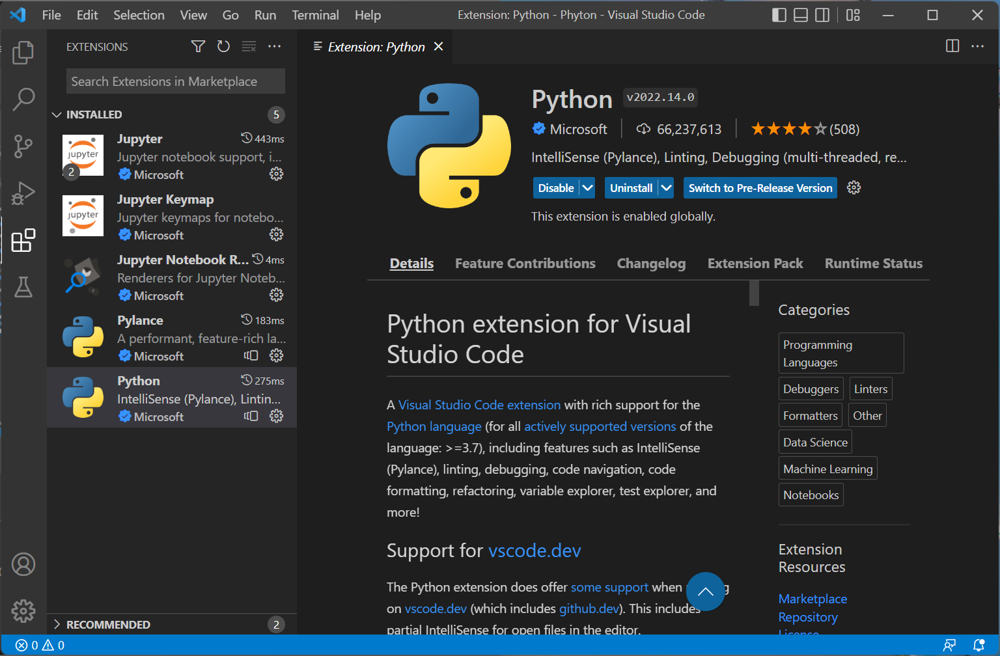 File Edit Selection View Go Run Terminal Help
Extension: Python - Phyton - Visual Studio Code
EXTENSIONS
Search Extensions in Marketplace
INSTALLED 5
Jupyter 443ms
Jupyter notebook support, i...
Microsoft
jupyter
2
Jupyter Keymap
Jupyter keymaps for notebo...
Microsoft
jupyter
Jupyter Notebook R... 4ms
Renderers for Jupyter Noteb...
Microsoft
Pylance 183ms
A performant, feature-rich la...
Microsoft
Python 275ms
IntelliSense (Pylance), Lintin...
Microsoft
RECOMMENDED 2
Extension: Python
Python v2022.14.0
Microsoft 66,237,613 (508)
IntelliSense (Pylance), Linting, Debugging (multi-threaded, re...
Disable Uninstall Switch to Pre-Release Version
This extension is enabled globally.
Details Feature Contributions Changelog Extension Pack Runtime Status
Python extension for Visual
Studio Code
A Visual Studio Code extension with rich support for the
Python language (for all actively supported versions of the
language: >=3.7), including features such as IntelliSense
(Pylance), linting, debugging, code navigation, code
formatting, refactoring, variable explorer, test explorer, and
more!
Support for vscode.dev
The Python extension does offer some support when
on vscode.dev (which includes github.dev). This includes
partial IntelliSense for open files in the editor.
Categories
Programming
Languages
Debuggers Linters
Formatters Other
Data Science
Machine Learning
Notebooks
Extension
Resources
Marketplace
Repository
License
0 0